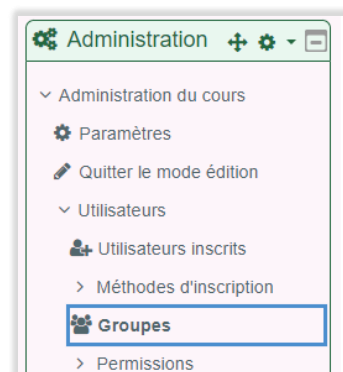 Administration
Administration du cours
Paramètres
Quitter le mode édition
Utilisateurs
Utilisateurs inscrits
Méthodes d'inscription
Groupes
Permissions